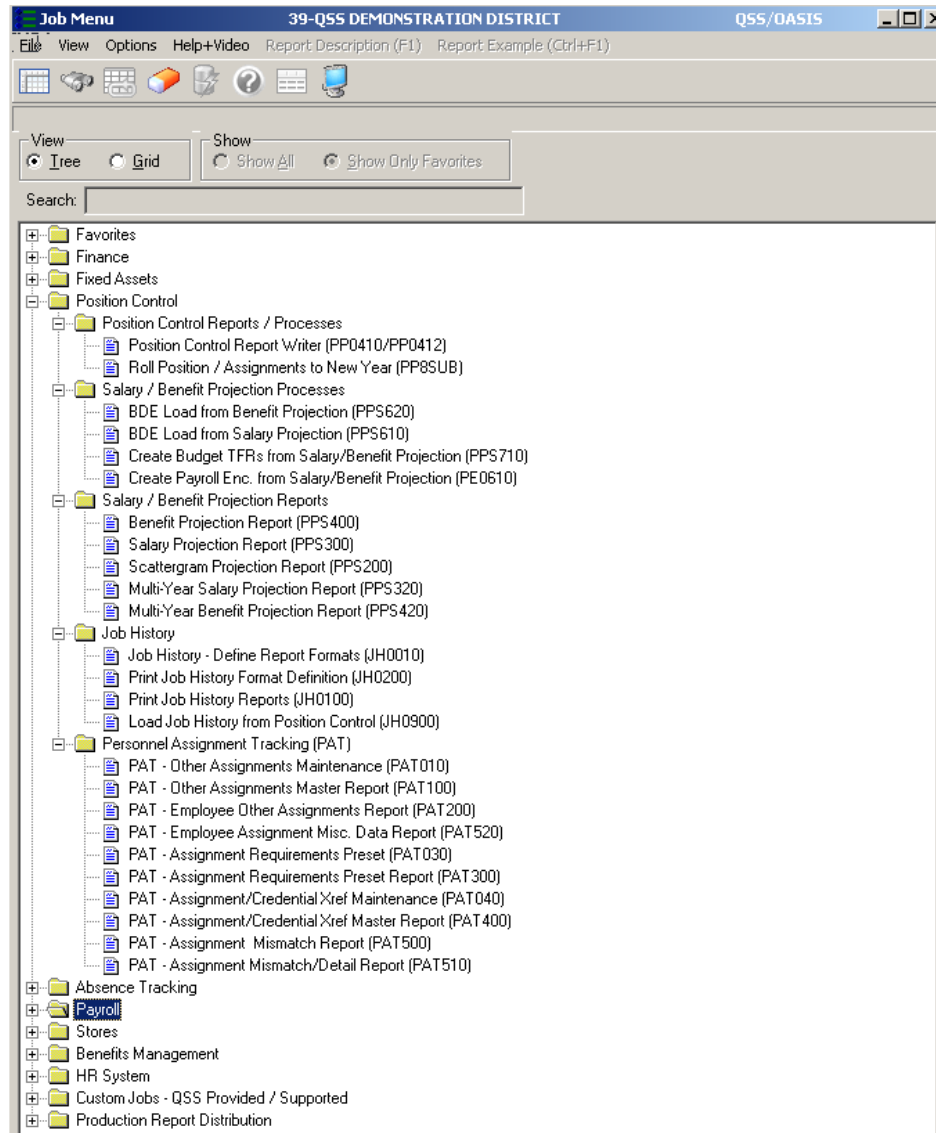 Job Menu 39-QSS DEMONSTRATION DISTRICT QSS/OASIS
File View Options Help+Video Report Description (F1) Report Example (Ctrl+F1)
View Show
Tree Grid Show All Show Only Favorites
Search:
Favorites
Finance
Fixed Assets
Position Control
Position Control Reports / Processes
Position Control Report Writer (PP0410/PP0412)
Roll Position / Assignments to New Year (PP8SUB)
Salary / Benefit Projection Processes
BDE Load from Benefit Projection (PPS620)
BDE Load from Salary Projection (PPS610)
Create Budget TFRs from Salary/Benefit Projection (PPS710)
Create Payroll Enc. from Salary/Benefit Projection (PE0610)
Salary / Benefit Projection Reports
Benefit Projection Report (PPS400)
Salary Projection Report (PPS300)
Scattergram Projection Report (PPS200)
Multi-Year Salary Projection Report (PPS320)
Multi-Year Benefit Projection Report (PPS420)
Job History
Job History - Define Report Formats (JH0010)
Print Job History Format Definition (JH0200)
Print Job History Reports (JH0100)
Load Job History from Position Control (JH0900)
Personnel Assignment Tracking (PAT)
PAT - Other Assignments Maintenance (PAT010)
PAT - Other Assignments Master Report (PAT100)
PAT - Employee Other Assignments Report (PAT200)
PAT - Employee Assignment Misc. Data Report (PAT520)
PAT - Assignment Requirements Preset (PAT030)
PAT - Assignment Requirements Preset Report (PAT300)
PAT - Assignment/Credential Xref Maintenance (PAT040)
PAT - Assignment/Credential Xref Master Report (PAT400)
PAT - Assignment Mismatch Report (PAT500)
PAT - Assignment Mismatch/Detail Report (PAT510)
Absence Tracking
Payroll
Stores
Benefits Management
HR System
Custom Jobs - QSS Provided / Supported
Production Report Distribution